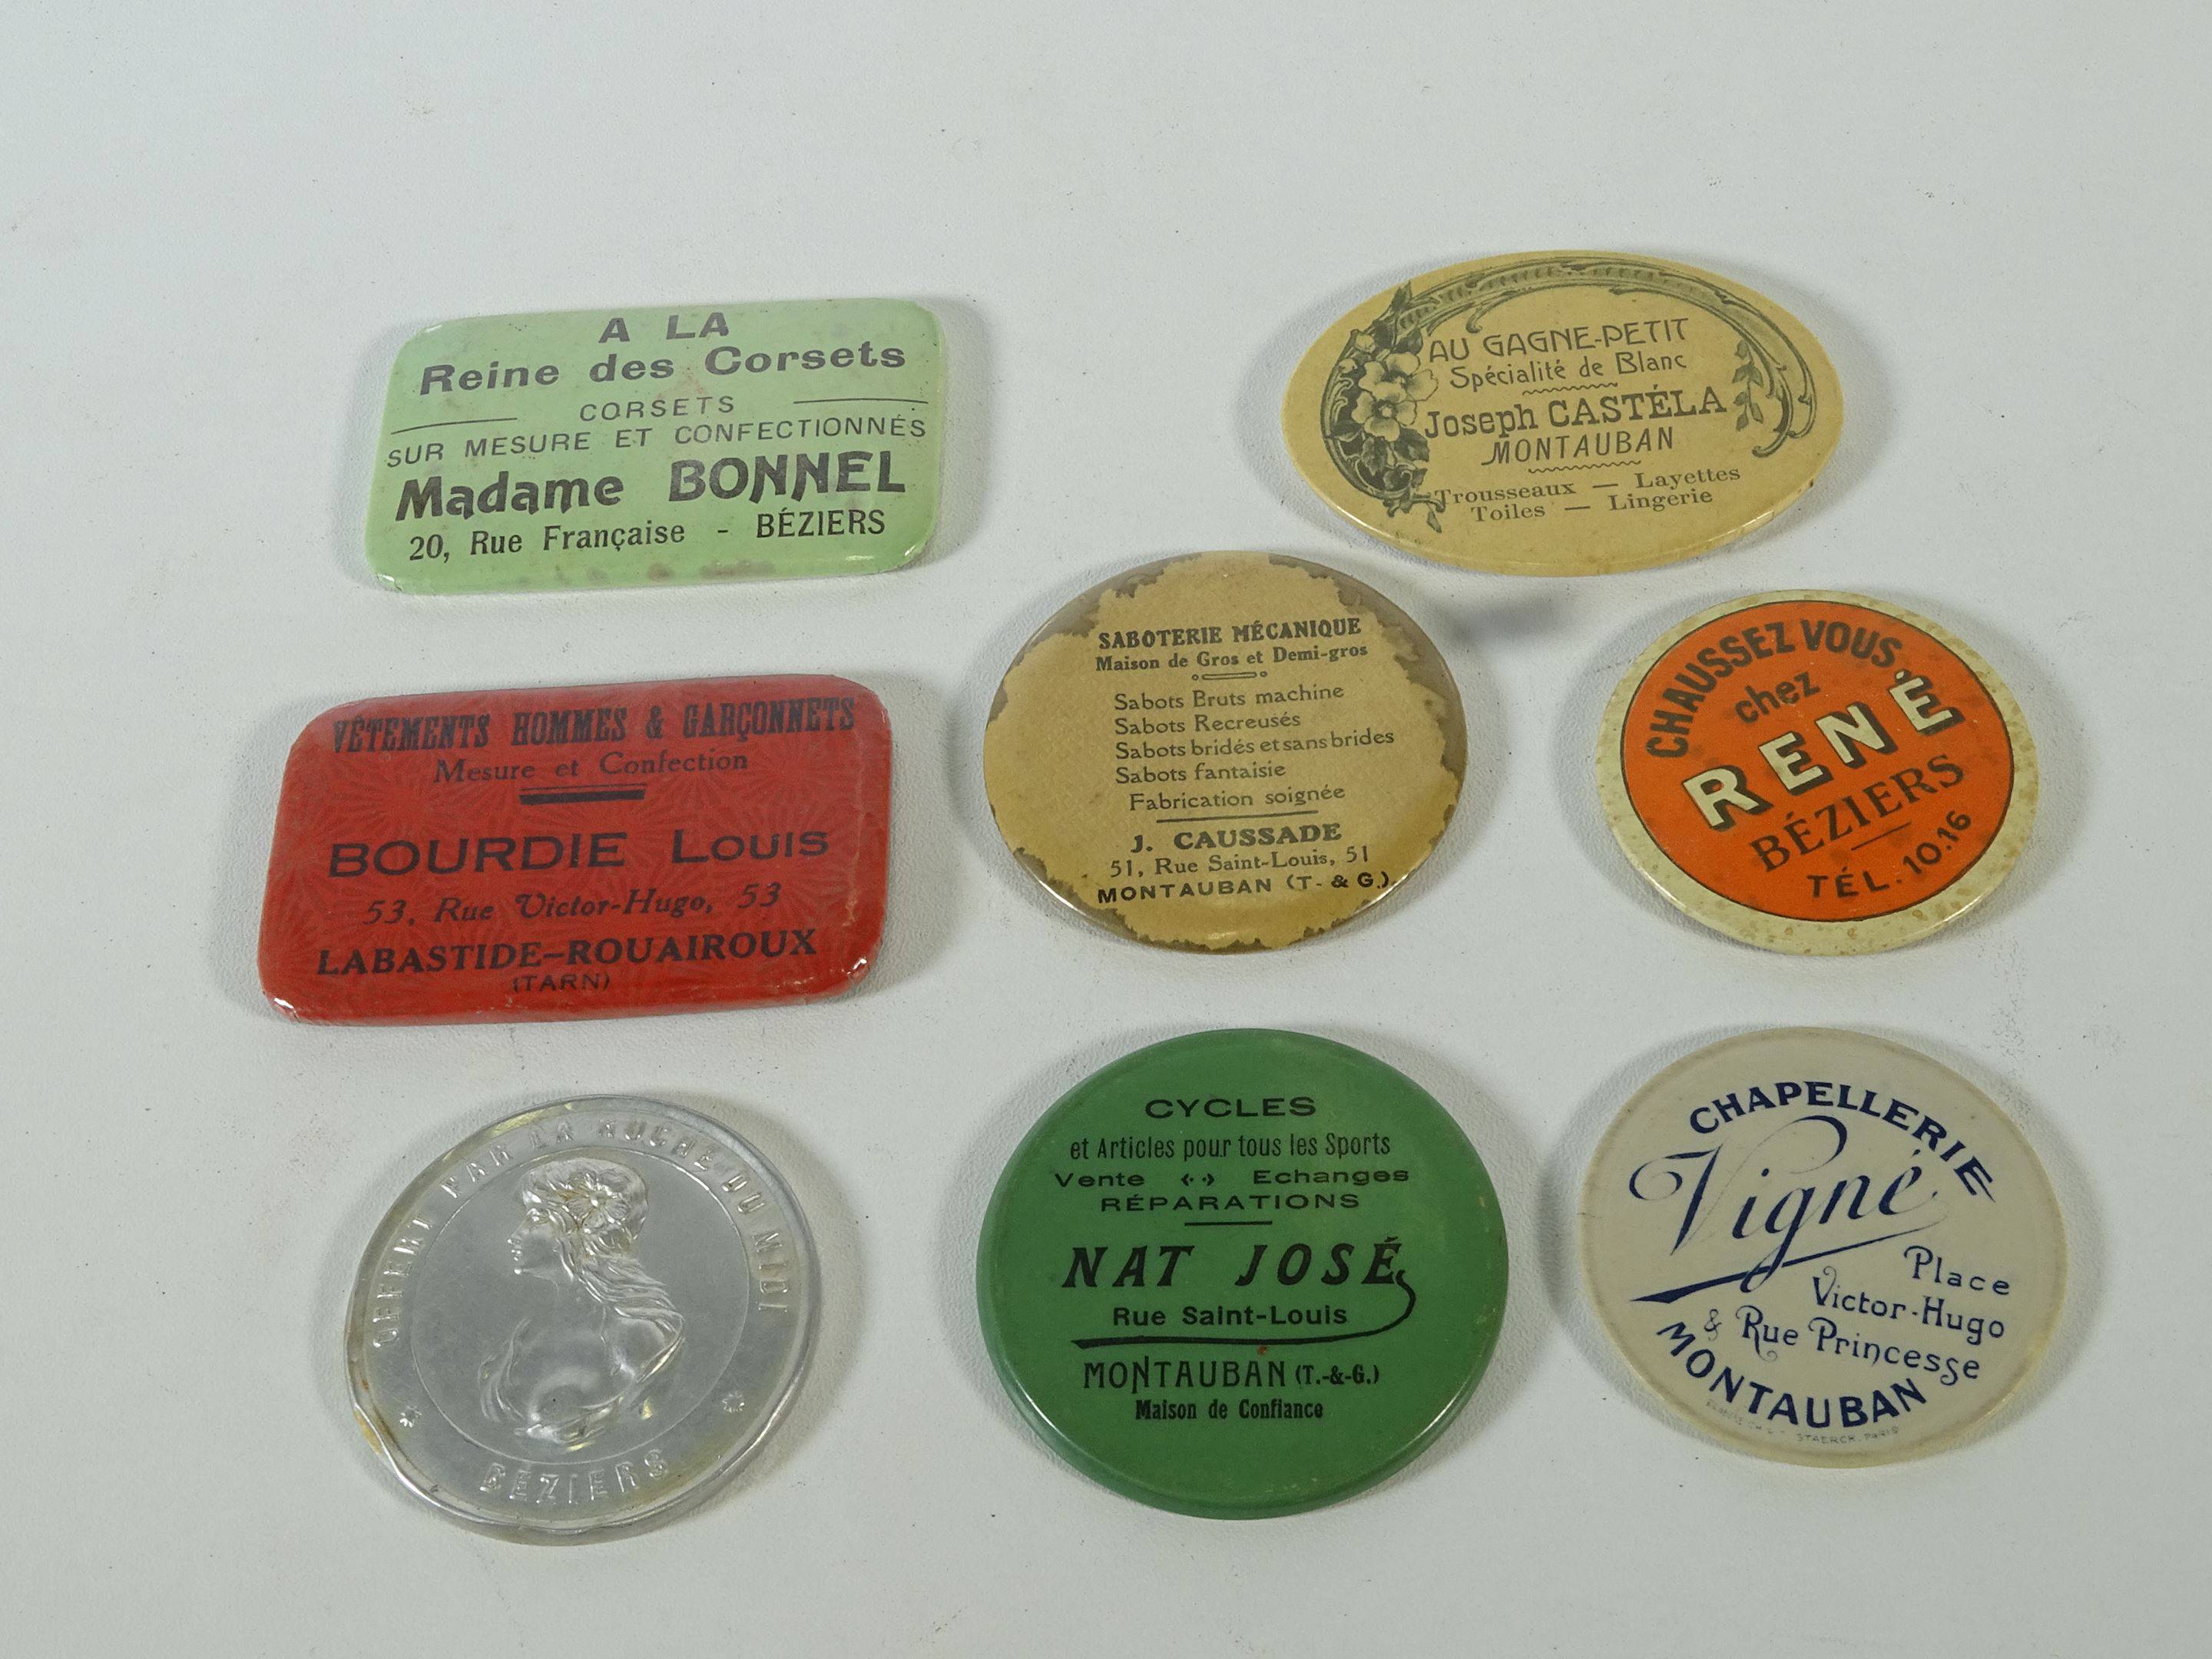 A LA
Reine des Corsets
CORSETS
SUR MESURE ET CONFECTIONNÉS
Madame BONNEL
20, Rue Française - BÉZIERS
AU GAGNE-PETIT
Spécialité de Blanc
Joseph CASTÉLA
MONTAUBAN
Trousseaux — Layettes
Toiles — Lingerie
SABOTERIE MÉCANIQUE
Maison de Gros et Demi-gros
Sabots Bruts machine
Sabots Recreusés
Sabots bridés et sans brides
Sabots fantaisie
Fabrication soignée
J. CAUSSADE
51, Rue Saint-Louis, 51
MONTAUBAN (T- & G.)
CHAUSSEZ VOUS
chez
RENÉ
BÉZIERS
TÉL. 10.16
VÊTEMENTS HOMMES & GARÇONNETS
Mesure et Confection
BOURDIE Louis
53, Rue Victor-Hugo, 53
LABASTIDE-ROUAIROUX
(TARN)
OFFERT PAR LA RUCHE DU MIDI
BÉZIERS
CYCLES
et Articles pour tous les Sports
Vente Echanges
RÉPARATIONS
NAT JOSÉ
Rue Saint-Louis
MONTAUBAN (T.-&-G.)
Maison de Confiance
CHAPELLERIE
Vigné
Place
Victor-Hugo
& Rue Princesse
MONTAUBAN
STAERCK. PARIS